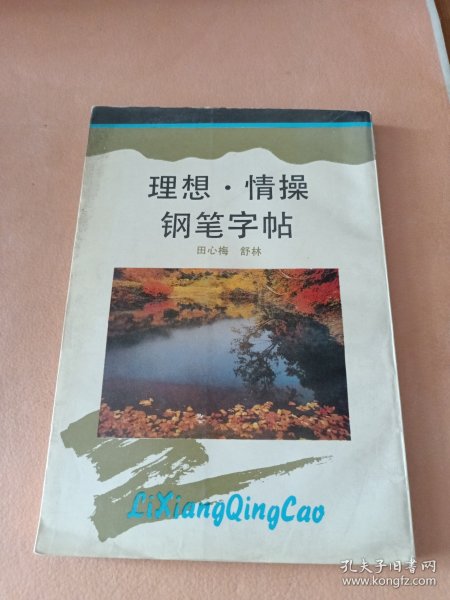 理想·情操
钢笔字帖
田心梅 舒林
LiXiangQingCao
孔夫子旧书网
www.kongfz.com